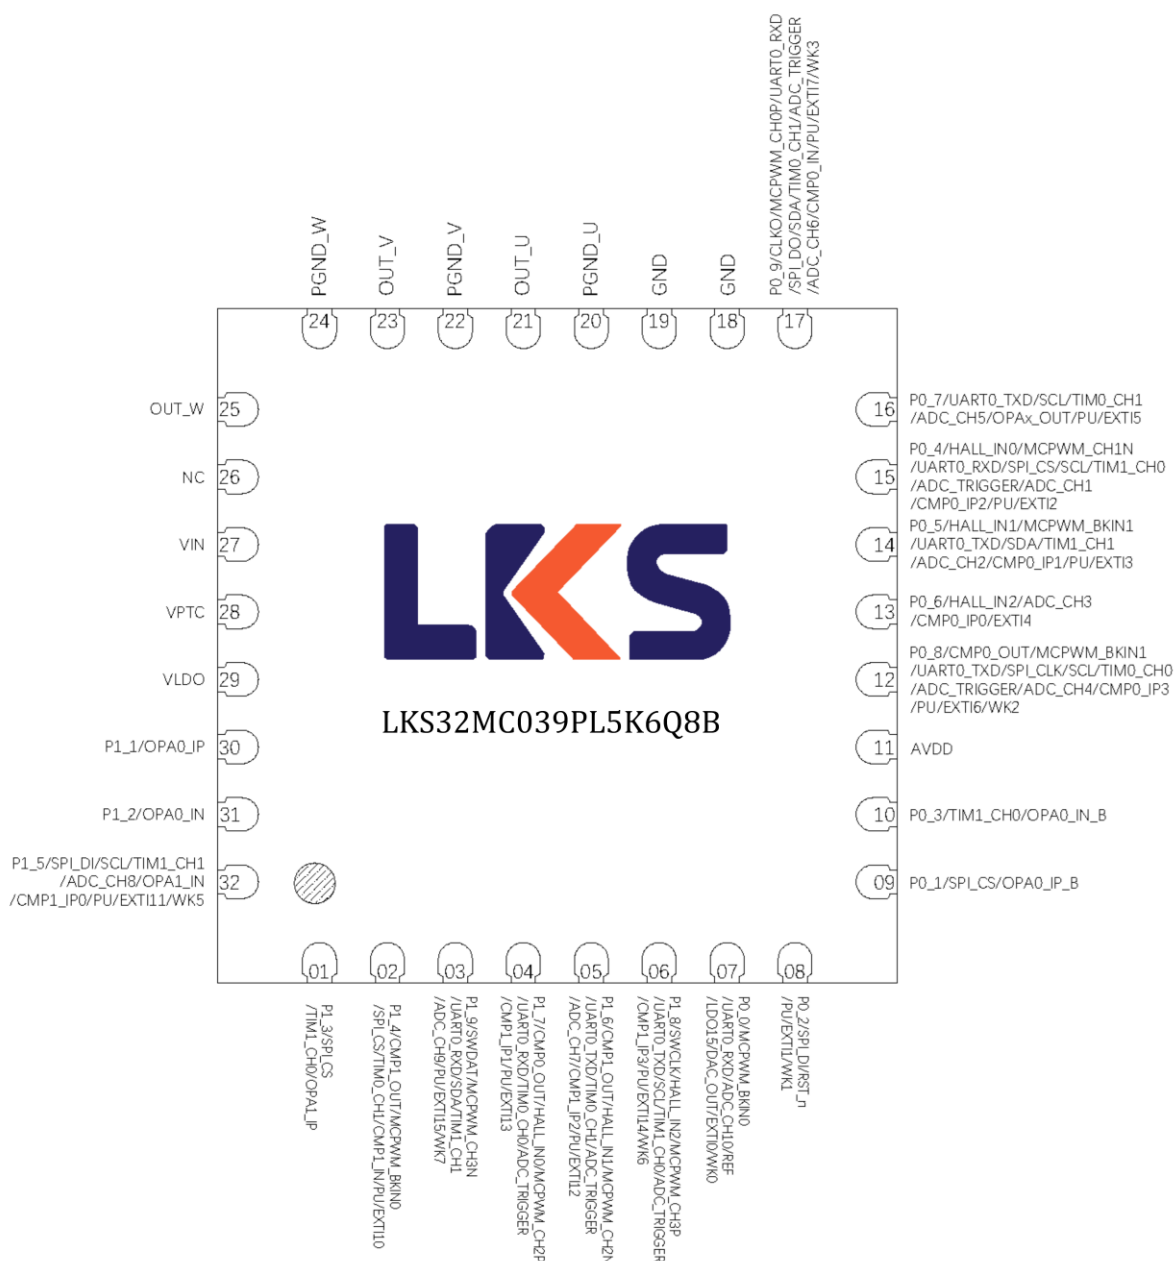 P0_9/CLKO/MCPWM_CH0P/UART0_RXD
/SPI_DO/SDA/TIM0_CH1/ADC_TRIGGER
/ADC_CH6/CMP0_IN/PU/EXTI7/WK3
PGND_W
OUT_V
PGND_V
OUT_U
PGND_U
GND
GND
24
23
22
21
20
19
18
17
OUT_W
25
NC
26
VIN
27
VPTC
28
VLDO
29
P1_1/OPA0_IP
30
P1_2/OPA0_IN
31
P1_5/SPI_DI/SCL/TIM1_CH1
/ADC_CH8/OPA1_IN
/CMP1_IP0/PU/EXTI11/WK5
32
LKS
LKS32MC039PL5K6Q8B
16
P0_7/UART0_TXD/SCL/TIM0_CH1
/ADC_CH5/OPAx_OUT/PU/EXTI5
15
P0_4/HALL_IN0/MCPWM_CH1N
/UART0_RXD/SPI_CS/SCL/TIM1_CH0
/ADC_TRIGGER/ADC_CH1
/CMP0_IP2/PU/EXTI2
14
P0_5/HALL_IN1/MCPWM_BKIN1
/UART0_TXD/SDA/TIM1_CH1
/ADC_CH2/CMP0_IP1/PU/EXTI3
13
P0_6/HALL_IN2/ADC_CH3
/CMP0_IP0/EXTI4
12
P0_8/CMP0_OUT/MCPWM_BKIN1
/UART0_TXD/SPI_CLK/SCL/TIM0_CH0
/ADC_TRIGGER/ADC_CH4/CMP0_IP3
/PU/EXTI6/WK2
11
AVDD
10
P0_3/TIM1_CH0/OPA0_IN_B
09
P0_1/SPI_CS/OPA0_IP_B
01
02
03
04
05
06
07
08
P1_3/SPI_CS
/TIM1_CH0/OPA1_IP
P1_4/CMP1_OUT/MCPWM_BKIN0
/SPI_CS/TIM0_CH1/CMP1_IN/PU/EXTI10
P1_9/SWDAT/MCPWM_CH3N
/UART0_RXD/SDA/TIM1_CH1
/ADC_CH9/PU/EXTI15/WK7
P1_7/CMP0_OUT/HALL_IN0/MCPWM_CH2P
/UART0_RXD/TIM0_CH0/ADC_TRIGGER
/CMP1_IP1/PU/EXTI13
P1_6/CMP1_OUT/HALL_IN1/MCPWM_CH2N
/UART0_TXD/TIM0_CH1/ADC_TRIGGER
/ADC_CH7/CMP1_IP2/PU/EXTI12
P1_8/SWCLK/HALL_IN2/MCPWM_CH3P
/UART0_TXD/SCL/TIM1_CH0/ADC_TRIGGER
/CMP1_IP3/PU/EXTI14/WK6
P0_0/MCPWM_BKIN0
/UART0_RXD/ADC_CH10/REF
/LDO15/DAC_OUT/EXTI0/WK0
P0_2/SPI_DI/RST_n
/PU/EXTI1/WK1